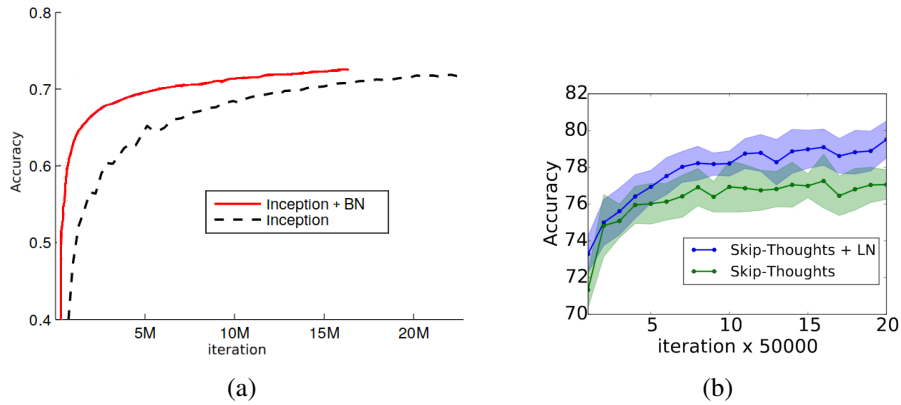 0.8
0.7
0.6
0.5
0.4
Accuracy
Inception + BN
Inception
5M
10M
15M
20M
iteration
(a)
82
80
78
76
74
72
70
Accuracy
Skip-Thoughts + LN
Skip-Thoughts
5
10
15
20
iteration x 50000
(b)